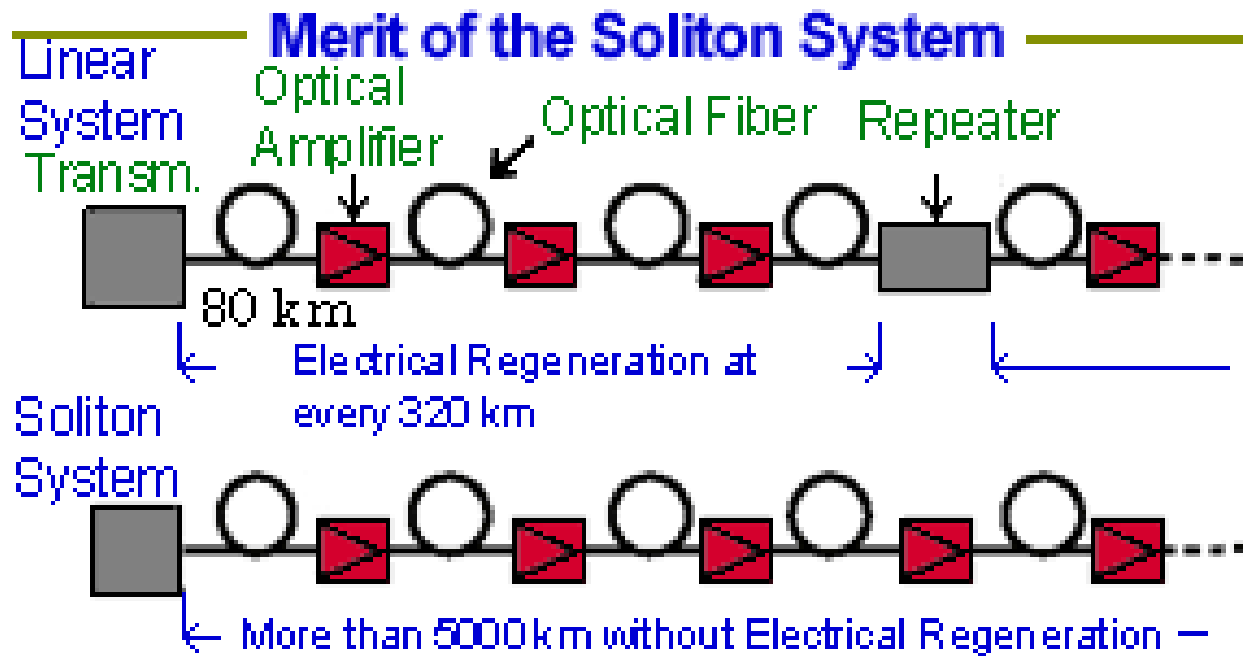 Merit of the Soliton System
Linear
System
Transm.
Optical
Amplifier
Optical Fiber
Repeater
80 km
Electrical Regeneration at
every 320 km
Soliton
System
More than 5000 km without Electrical Regeneration